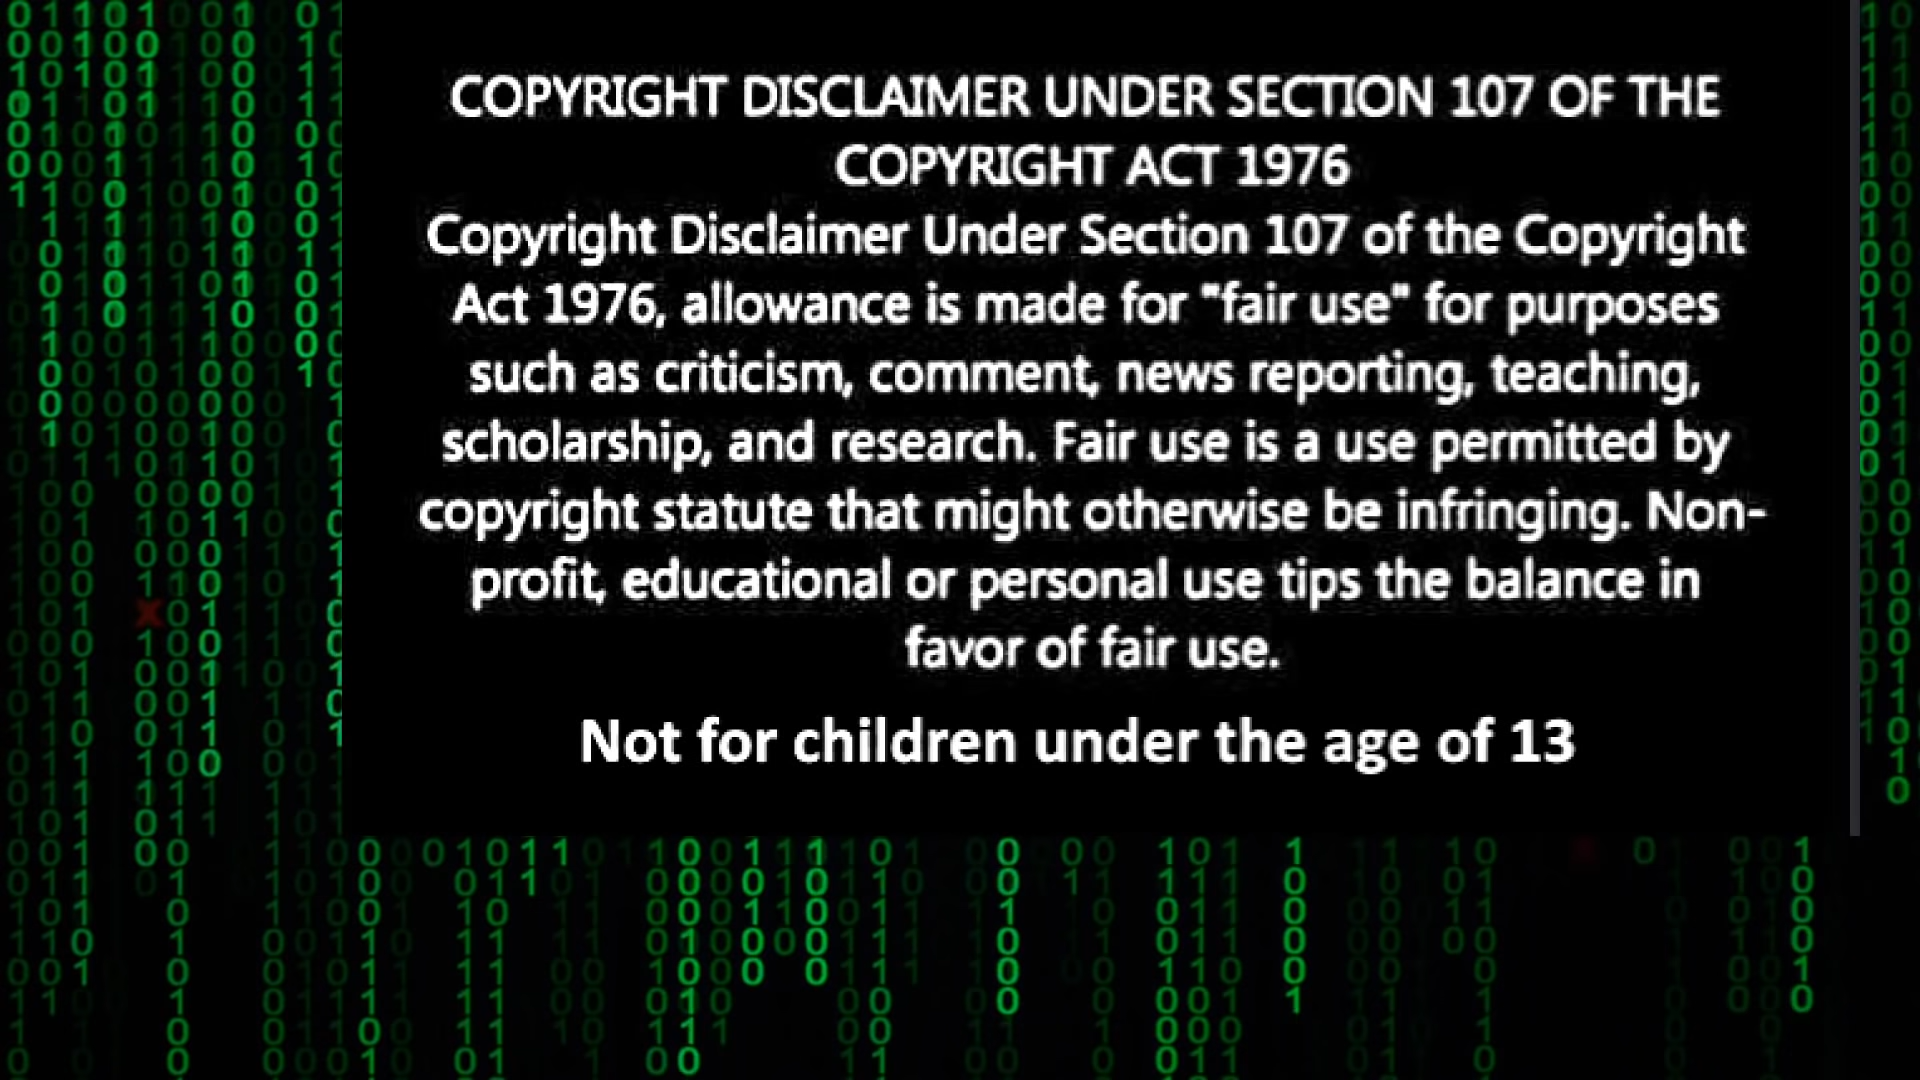 COPYRIGHT DISCLAIMER UNDER SECTION 107 OF THE
COPYRIGHT ACT 1976
Copyright Disclaimer Under Section 107 of the Copyright
Act 1976, allowance is made for "fair use" for purposes
such as criticism, comment, news reporting, teaching,
scholarship, and research. Fair use is a use permitted by
copyright statute that might otherwise be infringing. Non-
profit, educational or personal use tips the balance in
favor of fair use.
Not for children under the age of 13